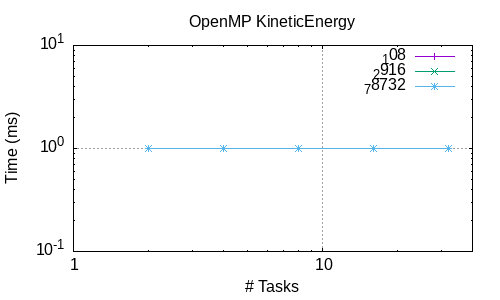 OpenMP KineticEnergy
10^1
₁08
₂916
₇8732
10^0
10^-1
Time (ms)
1
10
# Tasks